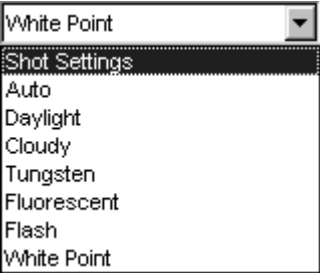 White Point
Shot Settings
Auto
Daylight
Cloudy
Tungsten
Fluorescent
Flash
White Point